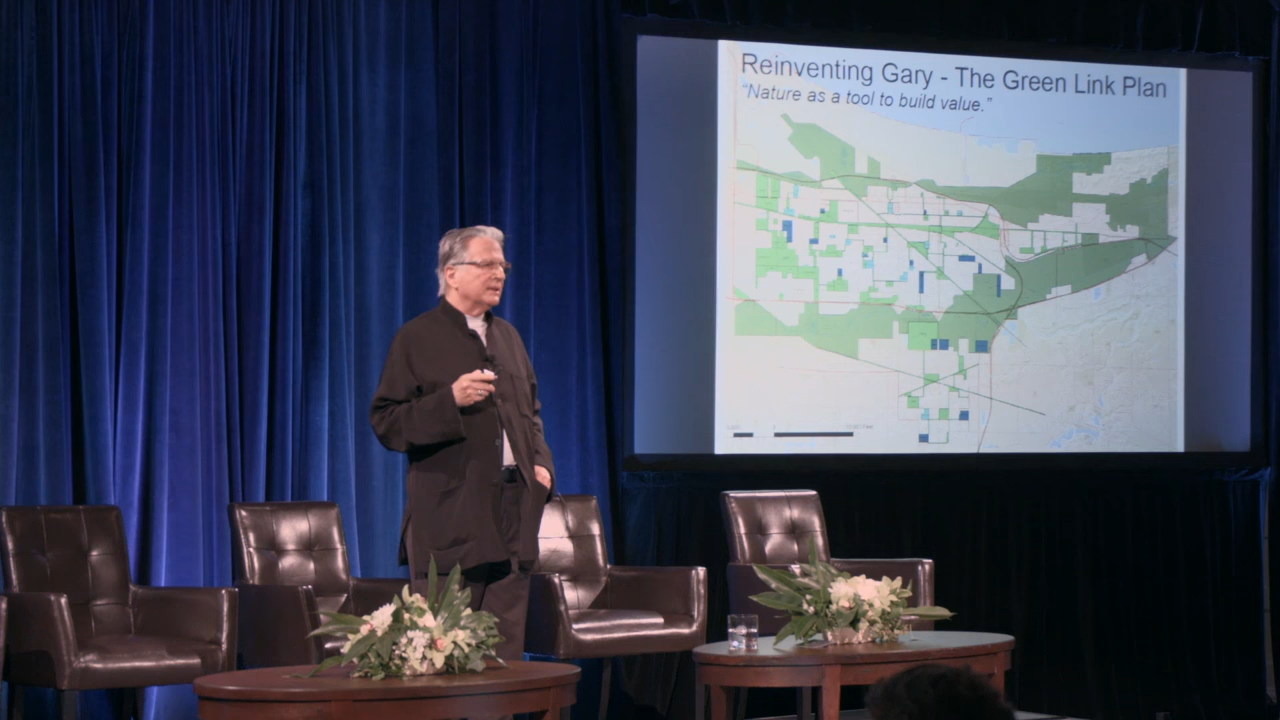 Reinventing Gary - The Green Link Plan
“Nature as a tool to build value.”